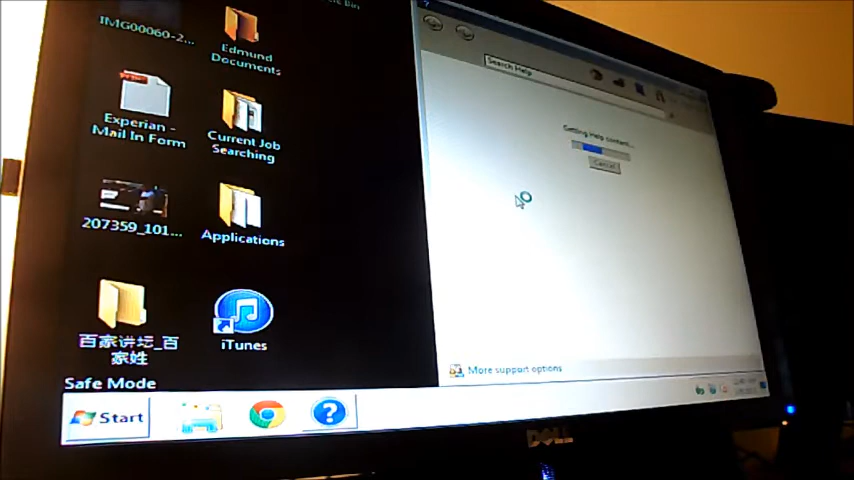 IMG00060-2...
Edmund
Documents
Experian -
Mail In Form
Current Job
Searching
207359_101...
Applications
百家讲坛_百
家姓
iTunes
Safe Mode
Start
?
Search Help
Getting Help content...
Cancel
More support options
DELL